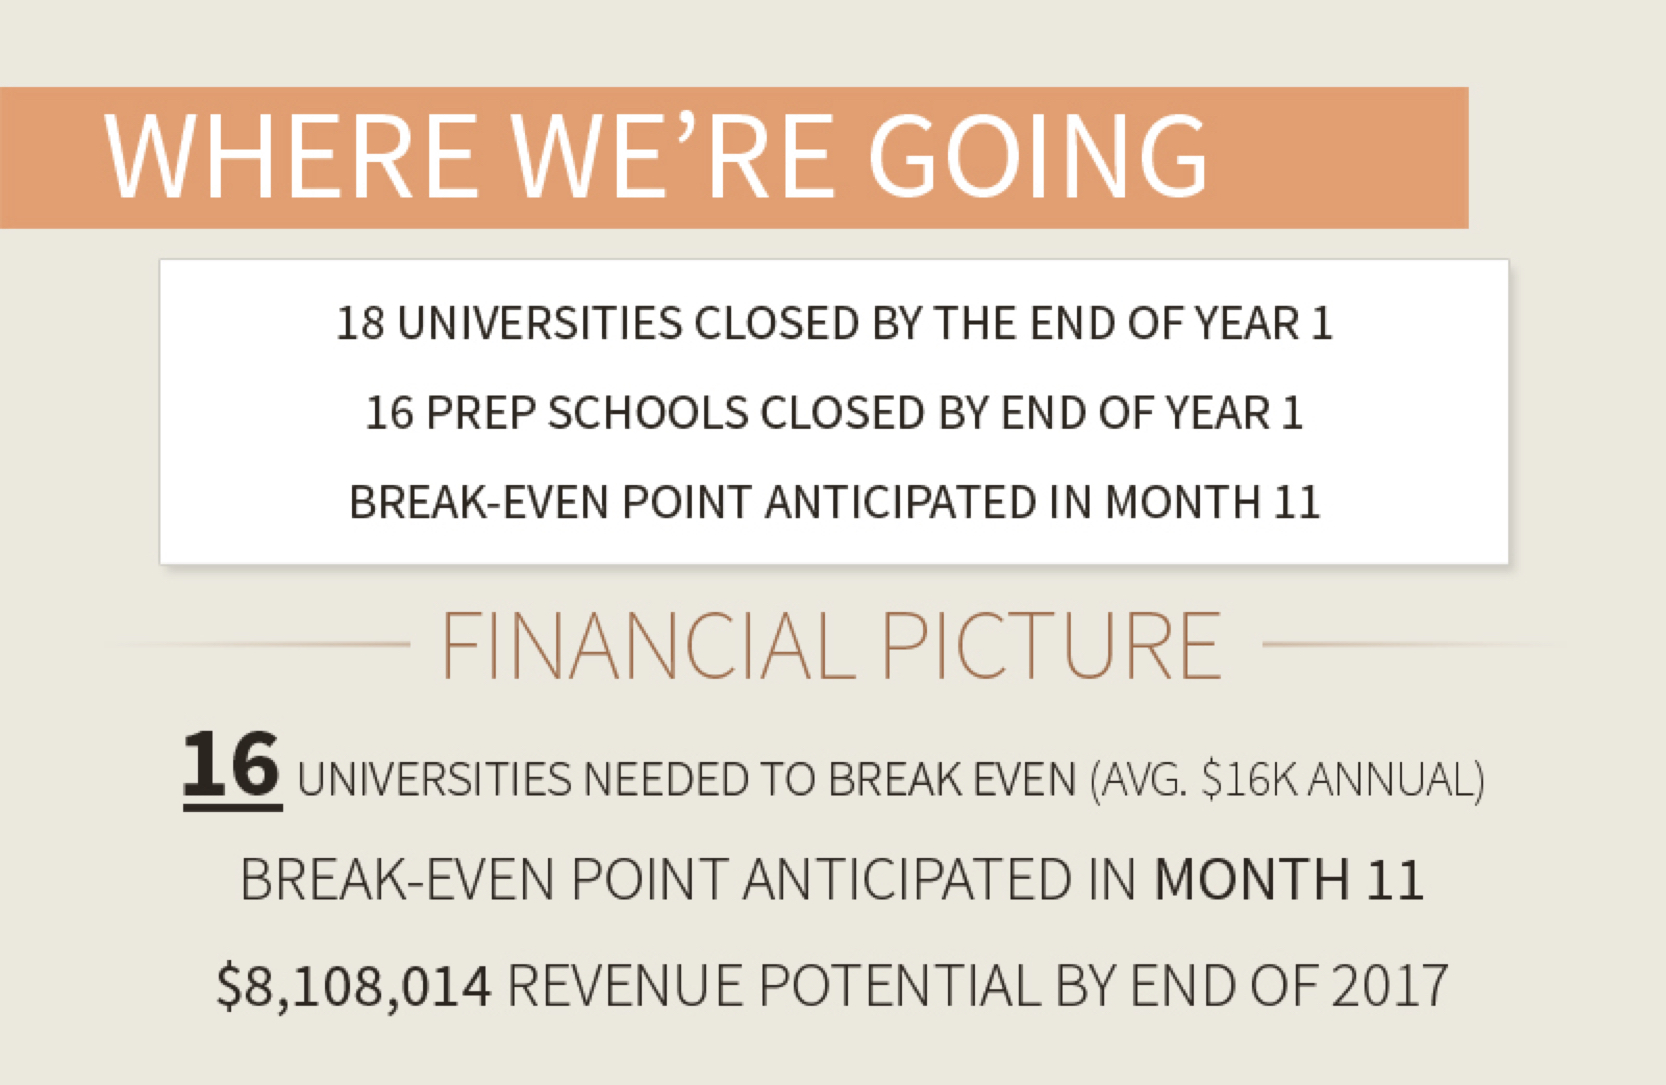 WHERE WE’RE GOING
18 UNIVERSITIES CLOSED BY THE END OF YEAR 1
16 PREP SCHOOLS CLOSED BY END OF YEAR 1
BREAK-EVEN POINT ANTICIPATED IN MONTH 11
FINANCIAL PICTURE
16 UNIVERSITIES NEEDED TO BREAK EVEN (AVG. $16K ANNUAL)
BREAK-EVEN POINT ANTICIPATED IN MONTH 11
$8,108,014 REVENUE POTENTIAL BY END OF 2017